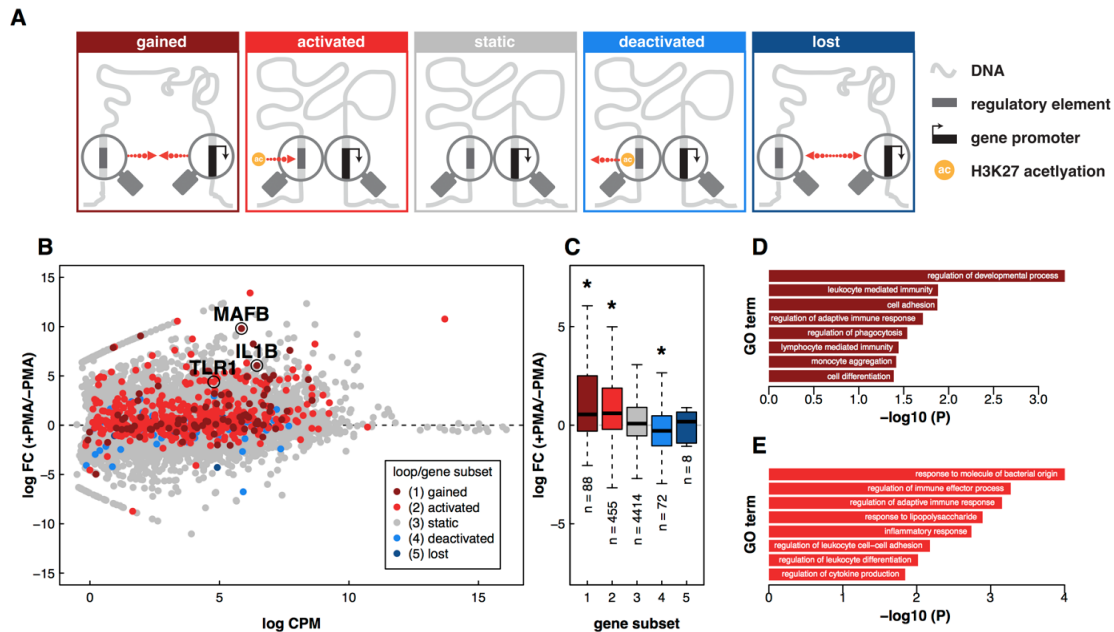 A
gained
activated
static
deactivated
lost
ac
ac
DNA
regulatory element
gene promoter
ac
H3K27 acetlyation
B
log FC (+PMA/−PMA)
15
10
5
0
−5
−10
−15
MAFB
IL1B
TLR1
loop/gene subset
(1) gained
(2) activated
(3) static
(4) deactivated
(5) lost
0
5
10
15
log CPM
C
log FC (+PMA/−PMA)
5
0
−5
*
*
*
n = 88
n = 455
n = 4414
n = 72
n = 8
1
2
3
4
5
gene subset
D
GO term
regulation of developmental process
leukocyte mediated immunity
cell adhesion
regulation of adaptive immune response
regulation of phagocytosis
lymphocyte mediated immunity
monocyte aggregation
cell differentiation
0.0
0.5
1.0
1.5
2.0
2.5
3.0
−log10 (P)
E
GO term
response to molecule of bacterial origin
regulation of immune effector process
regulation of adaptive immune response
response to lipopolysaccharide
inflammatory response
regulation of leukocyte cell−cell adhesion
regulation of leukocyte differentiation
regulation of cytokine production
0
1
2
3
4
−log10 (P)